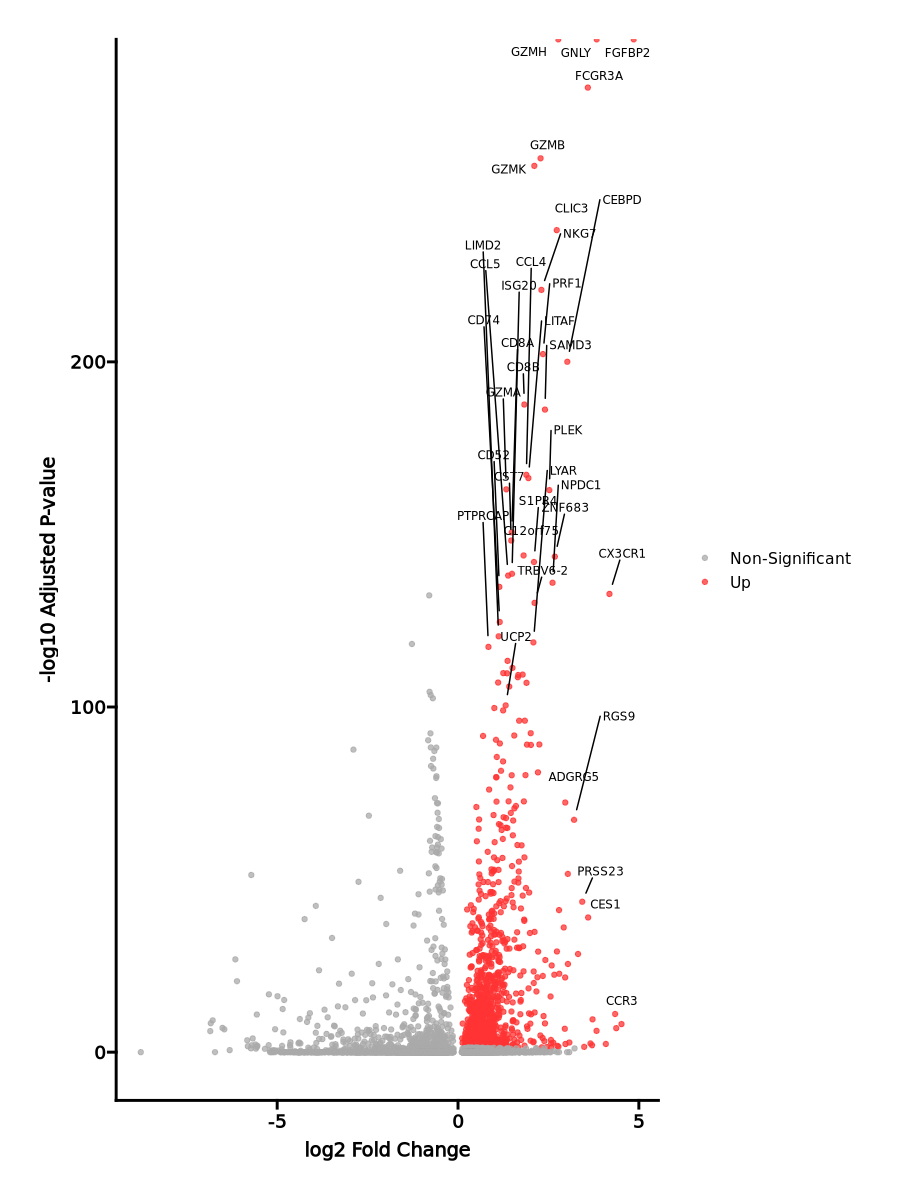 GZMH GNLY FGFBP2
FCGR3A
GZMB
GZMK
CEBPD
CLIC3
NKG7
LIMD2
CCL5
CCL4
ISG20
PRF1
CD74
LITAF
CD8A
SAMD3
CD8B
GZMA
PLEK
CD52
CST7
LYAR
NPDC1
S1PR4
ZNF683
PTPRCAP
C12orf75
CX3CR1
TRBV6-2
UCP2
RGS9
ADGRG5
PRSS23
CES1
CCR3
200
100
0
-5
0
5
-log10 Adjusted P-value
log2 Fold Change
Non-Significant
Up